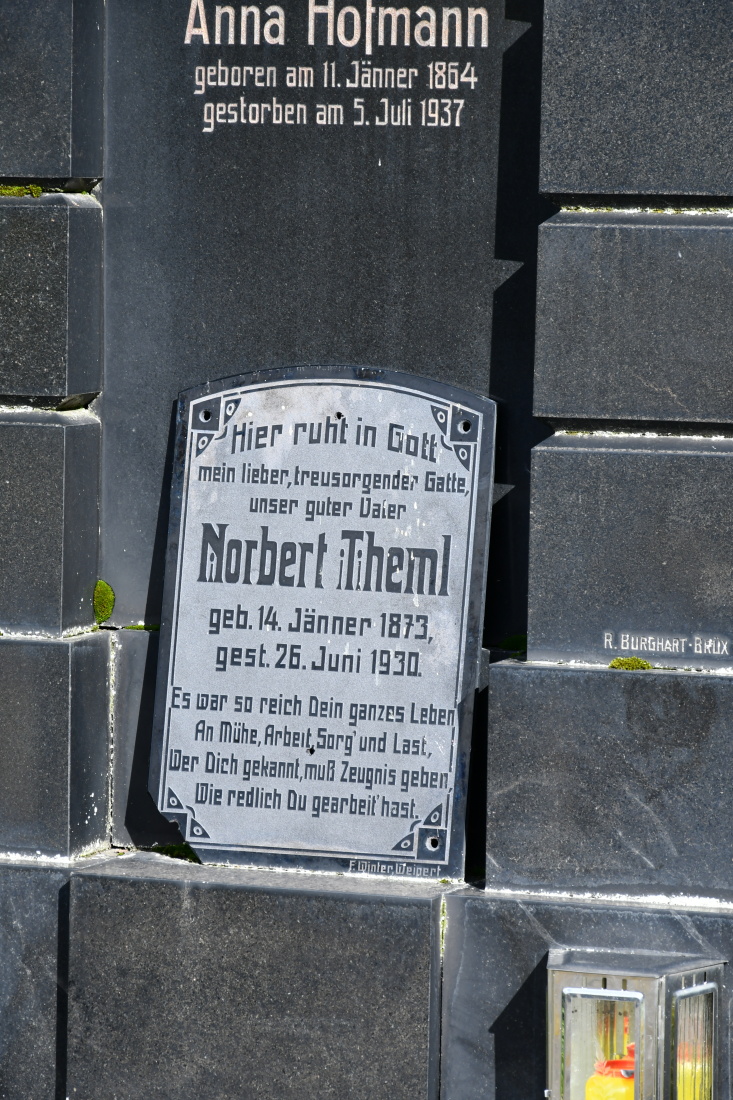 Anna Hofmann
geboren am 11. Jänner 1864
gestorben am 5. Juli 1937
Hier ruht in Gott
mein lieber, treusorgender Gatte,
unser guter Vater
Norbert Theml
geb. 14. Jänner 1873,
gest. 26. Juni 1930.
R. BURGHART-BRÜX
Es war so reich Dein ganzes Leben
An Mühe, Arbeit, Sorg' und Last,
Wer Dich gekannt, muß Zeugnis geben
Wie redlich Du gearbeit' hast.
F. Winter, Weipert